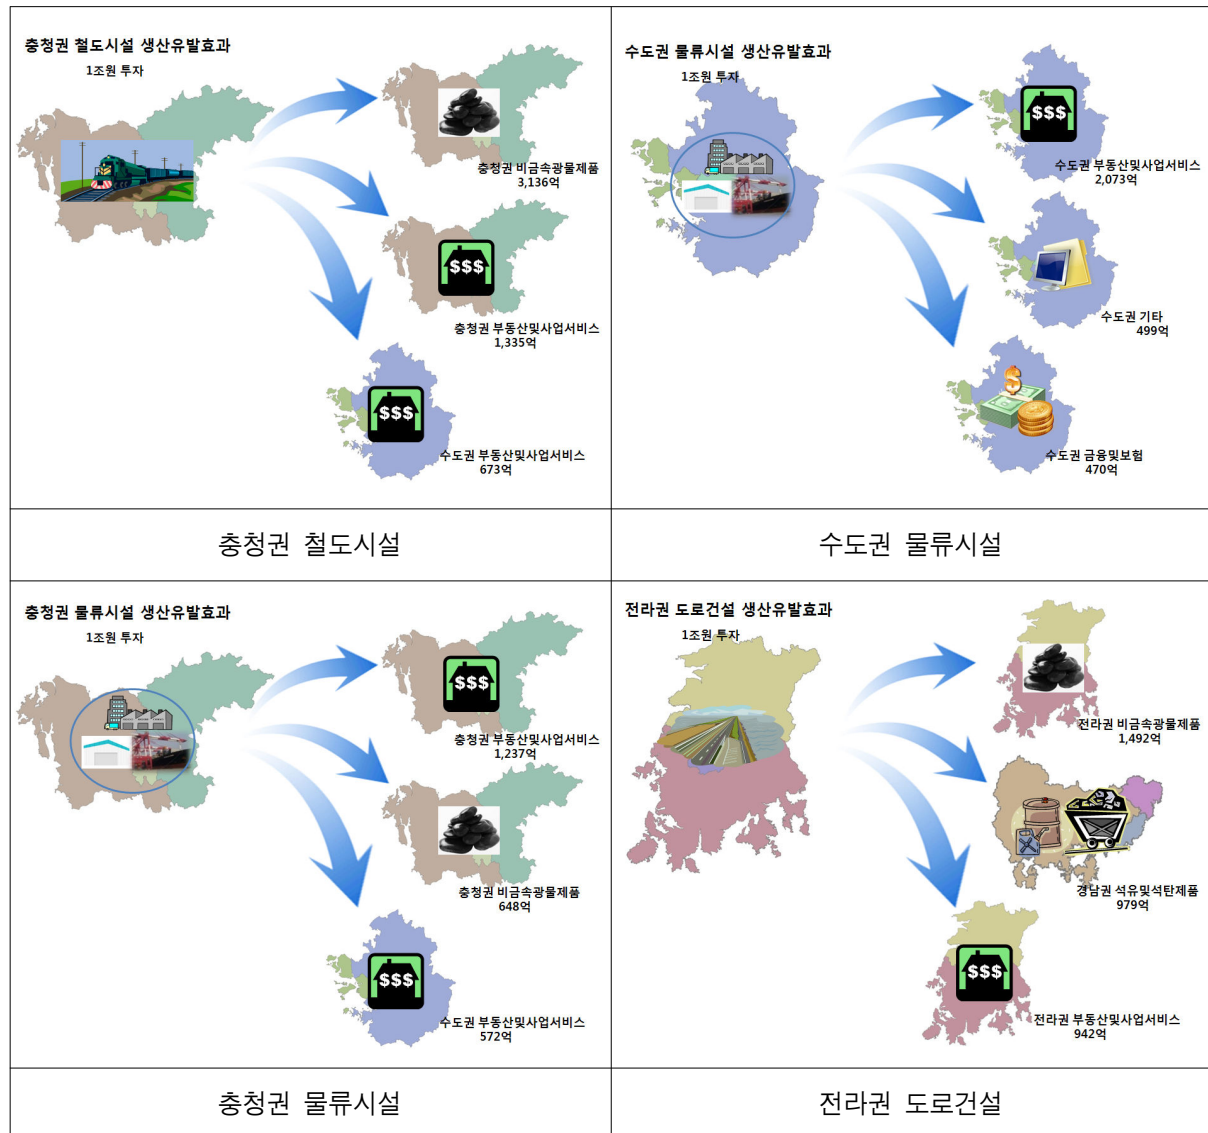 충청권 철도시설 생산유발효과
1조원 투자
충청권 비금속광물제품
3,136억
$$$
충청권 부동산및사업서비스
1,335억
$$$
수도권 부동산및사업서비스
673억
충청권 철도시설
수도권 물류시설 생산유발효과
1조원 투자
$$$
수도권 부동산및사업서비스
2,073억
수도권 기타
499억
$
수도권 금융및보험
470억
수도권 물류시설
충청권 물류시설 생산유발효과
1조원 투자
$$$
충청권 부동산및사업서비스
1,237억
충청권 비금속광물제품
648억
$$$
수도권 부동산및사업서비스
572억
충청권 물류시설
전라권 도로건설 생산유발효과
1조원 투자
전라권 비금속광물제품
1,492억
경남권 석유및석탄제품
979억
$$$
전라권 부동산및사업서비스
942억
전라권 도로건설